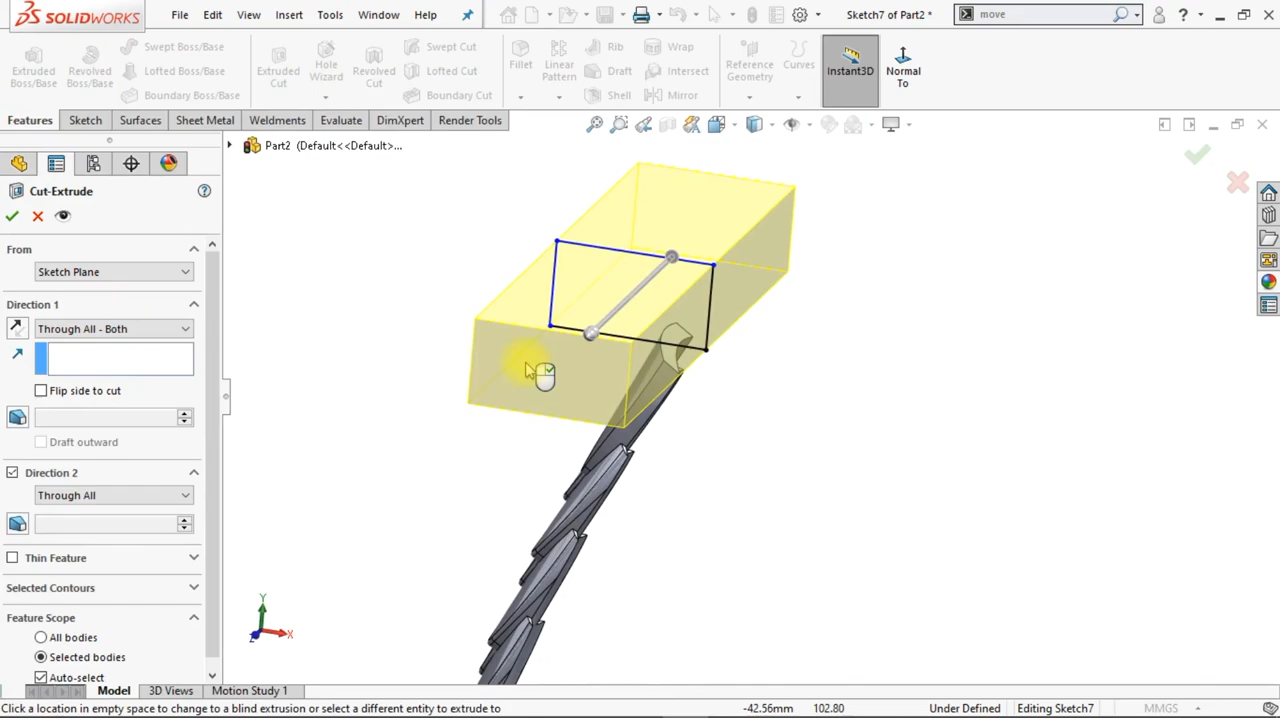 SOLIDWORKS File Edit View Insert Tools Window Help Sketch7 of Part2 * move ?
Extruded Boss/Base
Revolved Boss/Base
Swept Boss/Base
Lofted Boss/Base
Boundary Boss/Base
Extruded Cut
Hole Wizard
Revolved Cut
Swept Cut
Lofted Cut
Boundary Cut
Fillet
Linear Pattern
Rib
Draft
Shell
Wrap
Intersect
Mirror
Reference Geometry
Curves
Instant3D
Normal To
Features Sketch Surfaces Sheet Metal Weldments Evaluate DimXpert Render Tools
Part2 (Default<<Default>...
Cut-Extrude
From
Sketch Plane
Direction 1
Through All - Both
Flip side to cut
Draft outward
Direction 2
Through All
Thin Feature
Selected Contours
Feature Scope
All bodies
Selected bodies
Auto-select
Y
X
Z
Model 3D Views Motion Study 1
Click a location in empty space to change to a blind extrusion or select a different entity to extrude to -42.56mm 102.80 Under Defined Editing Sketch7 MMGS